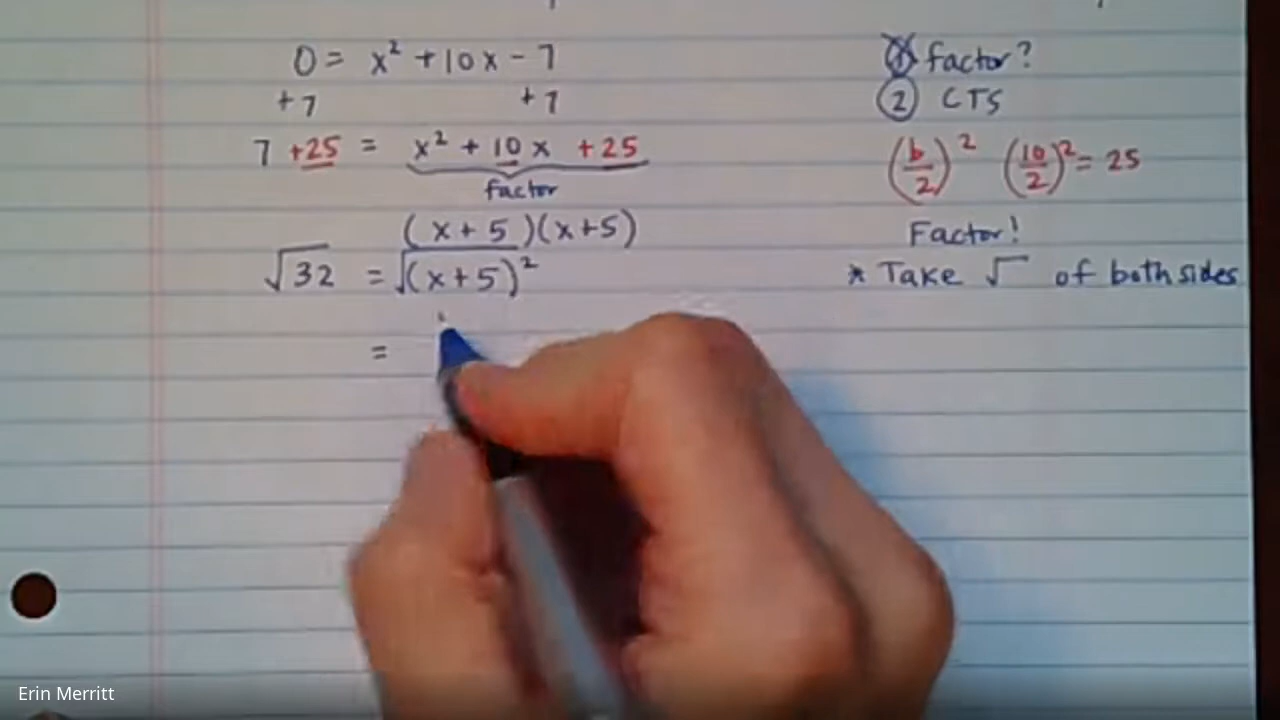 0 = x² + 10x - 7
+7 +7
7 +25 = x² + 10x +25
factor
(x + 5)(x+5)
√32 = √(x+5)²
=
① factor?
② CTS
(b/2)² (10/2)² = 25
Factor!
* Take √ of both sides
Erin Merritt